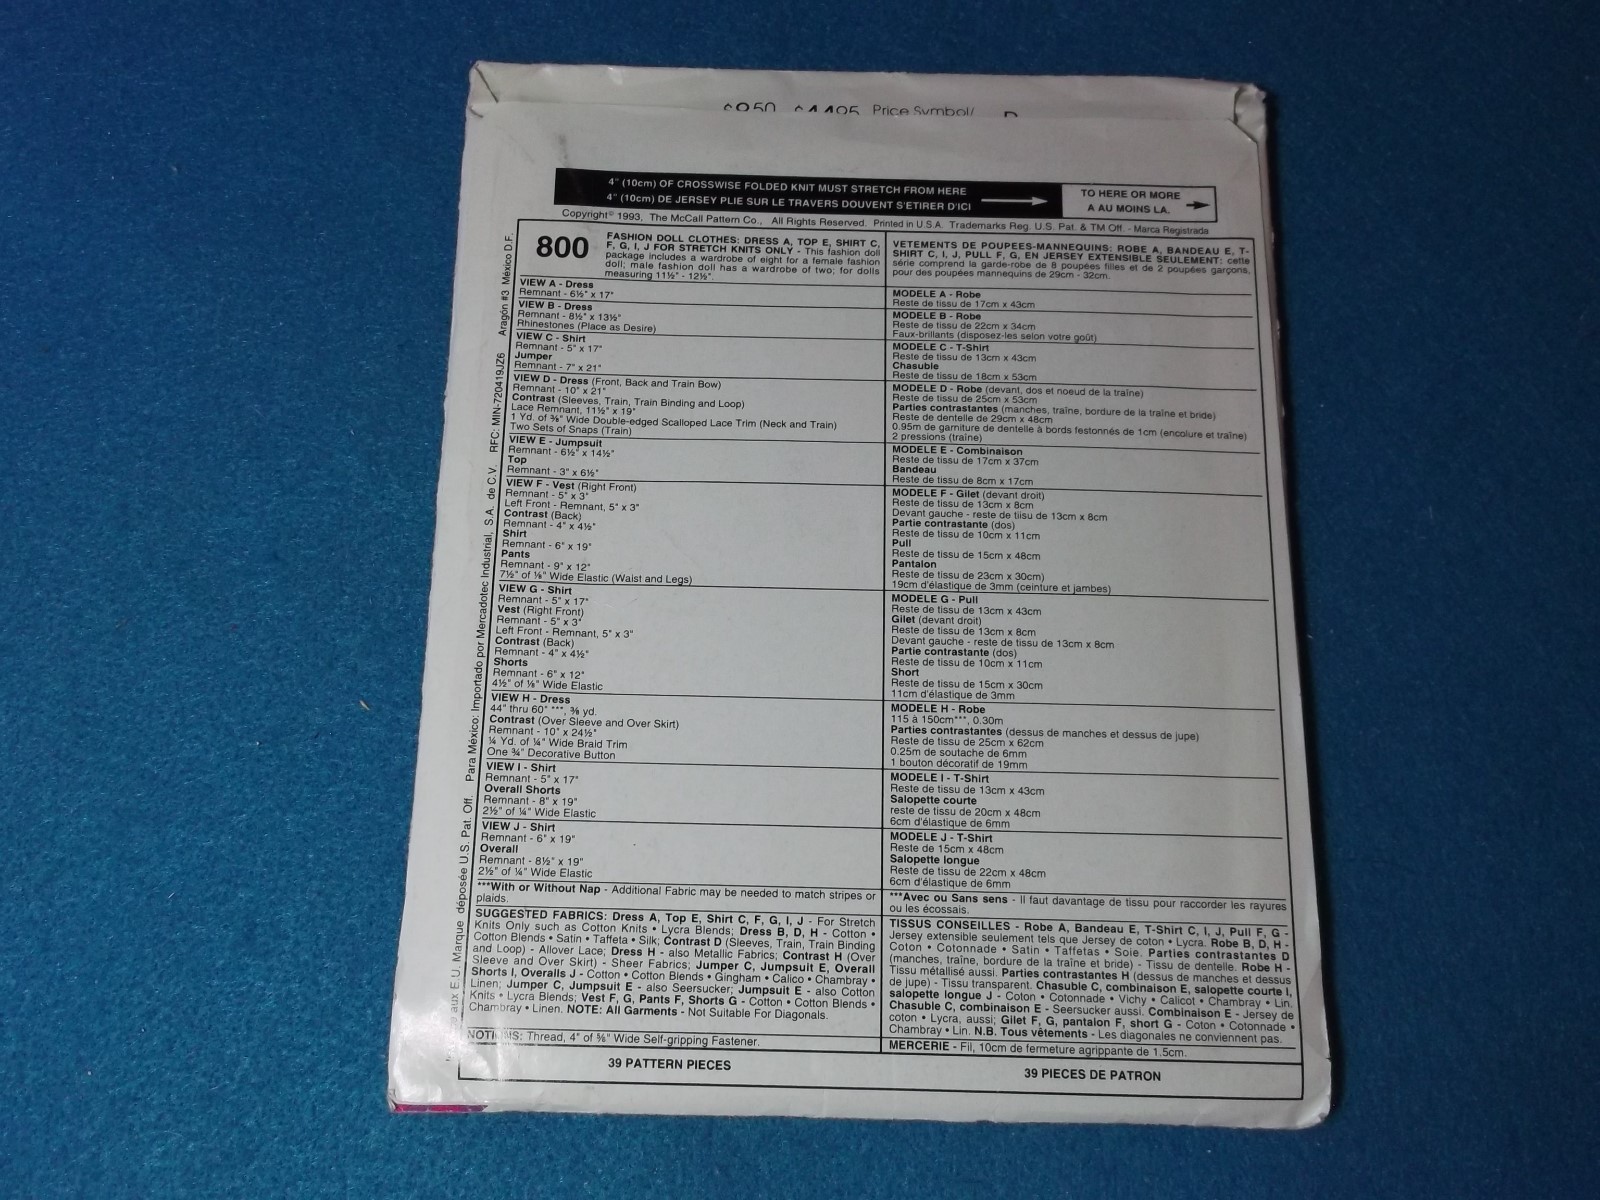 Price Symbol/
4" (10cm) OF CROSSWISE FOLDED KNIT MUST STRETCH FROM HERE
4" (10cm) DE JERSEY PLIE SUR LE TRAVERS DOUVENT S'ETIRER D'ICI
TO HERE OR MORE
A AU MOINS LA.
Copyright© 1993, The McCall Pattern Co., All Rights Reserved. Printed in U.S.A. Trademarks Reg. U.S. Pat. & TM Off. - Marca Registrada
800
FASHION DOLL CLOTHES: DRESS A, TOP E, SHIRT C,
F, G, I, J FOR STRETCH KNITS ONLY - This fashion doll
package includes a wardrobe of eight for a female fashion
doll; male fashion doll has a wardrobe of two; for dolls
measuring 11½" - 12½".
VIEW A - Dress
Remnant - 6½" x 17"
VIEW B - Dress
Remnant - 8½" x 13½"
Rhinestones (Place as Desire)
VIEW C - Shirt
Remnant - 5" x 17"
Jumper
Remnant - 7" x 21"
VIEW D - Dress (Front, Back and Train Bow)
Remnant - 10" x 21"
Contrast (Sleeves, Train, Train Binding and Loop)
Lace Remnant, 11½" x 19"
1 Yd. of ⅜" Wide Double-edged Scalloped Lace Trim (Neck and Train)
Two Sets of Snaps (Train)
VIEW E - Jumpsuit
Remnant - 6½" x 14½"
Top
Remnant - 3" x 6½"
VIEW F - Vest (Right Front)
Remnant - 5" x 3"
Left Front - Remnant, 5" x 3"
Contrast (Back)
Remnant - 4" x 4½"
Shirt
Remnant - 6" x 19"
Pants
Remnant - 9" x 12"
7½" of ⅛" Wide Elastic (Waist and Legs)
VIEW G - Shirt
Remnant - 5" x 17"
Vest (Right Front)
Remnant - 5" x 3"
Left Front - Remnant, 5" x 3"
Contrast (Back)
Remnant - 4" x 4½"
Shorts
Remnant - 6" x 12"
4½" of ⅛" Wide Elastic
VIEW H - Dress
44" thru 60" ***, ⅜ yd.
Contrast (Over Sleeve and Over Skirt)
Remnant - 10" x 24½"
¼ Yd. of ¼" Wide Braid Trim
One ¾" Decorative Button
VIEW I - Shirt
Remnant - 5" x 17"
Overall Shorts
Remnant - 8" x 19"
2½" of ¼" Wide Elastic
VIEW J - Shirt
Remnant - 6" x 19"
Overall
Remnant - 8½" x 19"
2½" of ¼" Wide Elastic
***With or Without Nap - Additional Fabric may be needed to match stripes or
plaids.
SUGGESTED FABRICS: Dress A, Top E, Shirt C, F, G, I, J - For Stretch
Knits Only such as Cotton Knits • Lycra Blends; Dress B, D, H - Cotton •
Cotton Blends • Satin • Taffeta • Silk; Contrast D (Sleeves, Train, Train Binding
and Loop) - Allover Lace; Dress H - also Metallic Fabrics; Contrast H (Over
Sleeve and Over Skirt) - Sheer Fabrics; Jumper C, Jumpsuit E, Overall
Shorts I, Overalls J - Cotton • Cotton Blends • Gingham • Calico • Chambray •
Linen; Jumper C, Jumpsuit E - also Seersucker; Jumpsuit E - also Cotton
Knits • Lycra Blends; Vest F, G, Pants F, Shorts G - Cotton • Cotton Blends •
Chambray • Linen. NOTE: All Garments - Not Suitable For Diagonals.
NOTIONS: Thread, 4" of ⅝" Wide Self-gripping Fastener.
39 PATTERN PIECES
VETEMENTS DE POUPEES-MANNEQUINS: ROBE A, BANDEAU E, T-
SHIRT C, I, J, PULL F, G, EN JERSEY EXTENSIBLE SEULEMENT: cette
série comprend la garde-robe de 8 poupées filles et de 2 poupées garçons,
pour des poupées mannequins de 29cm - 32cm.
MODELE A - Robe
Reste de tissu de 17cm x 43cm
MODELE B - Robe
Reste de tissu de 22cm x 34cm
Faux-brillants (disposez-les selon votre goût)
MODELE C - T-Shirt
Reste de tissu de 13cm x 43cm
Chasuble
Reste de tissu de 18cm x 53cm
MODELE D - Robe (devant, dos et noeud de la traîne)
Reste de tissu de 25cm x 53cm
Parties contrastantes (manches, traîne, bordure de la traîne et bride)
Reste de dentelle de 29cm x 48cm
0.95m de garniture de dentelle à bords festonnés de 1cm (encolure et traîne)
2 pressions (traîne)
MODELE E - Combinaison
Reste de tissu de 17cm x 37cm
Bandeau
Reste de tissu de 8cm x 17cm
MODELE F - Gilet (devant droit)
Reste de tissu de 13cm x 8cm
Devant gauche - reste de tiisu de 13cm x 8cm
Partie contrastante (dos)
Reste de tissu de 10cm x 11cm
Pull
Reste de tissu de 15cm x 48cm
Pantalon
Reste de tissu de 23cm x 30cm)
19cm d'élastique de 3mm (ceinture et jambes)
MODELE G - Pull
Reste de tissu de 13cm x 43cm
Gilet (devant droit)
Reste de tissu de 13cm x 8cm
Devant gauche - reste de tissu de 13cm x 8cm
Partie contrastante (dos)
Reste de tissu de 10cm x 11cm
Short
Reste de tissu de 15cm x 30cm
11cm d'élastique de 3mm
MODELE H - Robe
115 à 150cm***, 0.30m
Parties contrastantes (dessus de manches et dessus de jupe)
Reste de tissu de 25cm x 62cm
0.25m de soutache de 6mm
1 bouton décoratif de 19mm
MODELE I - T-Shirt
Reste de tissu de 13cm x 43cm
Salopette courte
reste de tissu de 20cm x 48cm
6cm d'élastique de 6mm
MODELE J - T-Shirt
Reste de 15cm x 48cm
Salopette longue
Reste de tissu de 22cm x 48cm
6cm d'élastique de 6mm
***Avec ou Sans sens - Il faut davantage de tissu pour raccorder les rayures
ou les écossais.
TISSUS CONSEILLES - Robe A, Bandeau E, T-Shirt C, I, J, Pull F, G -
Jersey extensible seulement tels que Jersey de coton • Lycra. Robe B, D, H -
Coton • Cotonnade • Satin • Taffetas • Soie. Parties contrastantes D
(manches, traîne, bordure de la traîne et bride) - Tissu de dentelle. Robe H -
Tissu métallisé aussi. Parties contrastantes H (dessus de manches et dessus
de jupe) - Tissu transparent. Chasuble C, combinaison E, salopette courte I,
salopette longue J - Coton • Cotonnade • Vichy • Calicot • Chambray • Lin.
Chasuble C, combinaison E - Seersucker aussi. Combinaison E - Jersey de
coton • Lycra, aussi; Gilet F, G, pantalon F, short G - Coton • Cotonnade •
Chambray • Lin. N.B. Tous vêtements - Les diagonales ne conviennent pas.
MERCERIE - Fil, 10cm de fermeture agrippante de 1.5cm.
39 PIECES DE PATRON
aux E.U. Marque déposée U.S. Pat. Off. Para México: Importado por Mercadotec Industrial, S.A. de C.V. RFC: MIN-720419JZ6 Aragón #3 México D.F.